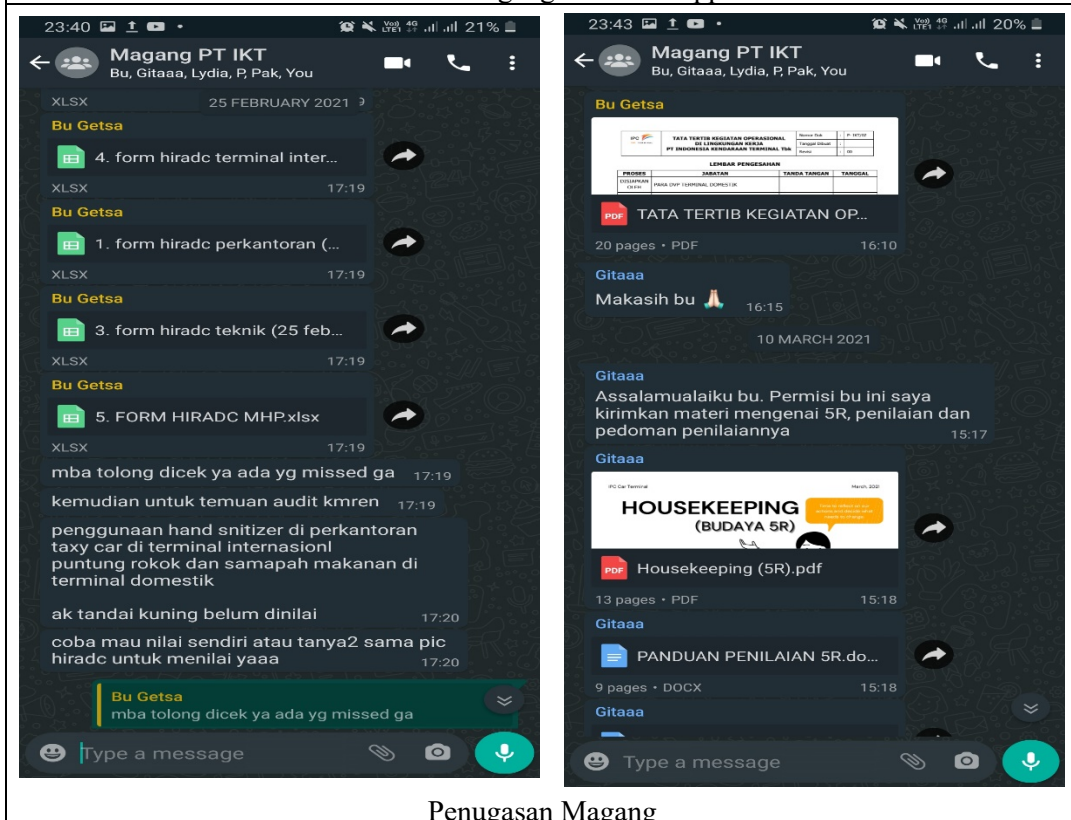 23:40
21%
Magang PT IKT
Bu, Gitaaa, Lydia, P, Pak, You
XLSX
25 FEBRUARY 2021
Bu Getsa
4. form hiradc terminal inter...
XLSX
17:19
Bu Getsa
1. form hiradc perkantoran (...
XLSX
17:19
Bu Getsa
3. form hiradc teknik (25 feb...
XLSX
17:19
Bu Getsa
5. FORM HIRADC MHP.xlsx
XLSX
17:19
mba tolong dicek ya ada yg missed ga 17:19
kemudian untuk temuan audit kmren 17:19
penggunaan hand snitizer di perkantoran
taxy car di terminal internasionl
puntung rokok dan samapah makanan di
terminal domestik
ak tandai kuning belum dinilai 17:20
coba mau nilai sendiri atau tanya2 sama pic
hiradc untuk menilai yaaa 17:20
Bu Getsa
mba tolong dicek ya ada yg missed ga
Type a message
23:43
20%
Magang PT IKT
Bu, Gitaaa, Lydia, P, Pak, You
Bu Getsa
IPC
TATA TERTIB KEGIATAN OPERASIONAL
DI LINGKUNGAN KERJA
PT INDONESIA KENDARAAN TERMINAL Tbk
LEMBAR PENGESAHAN
PROSES JABATAN TANDA TANGAN TANGGAL
DISIAPKAN
OLEH
PARA DVP TERMINAL DOMESTIK
PDF TATA TERTIB KEGIATAN OP...
20 pages • PDF 16:10
Gitaaa
Makasih bu 🙏🏻 16:15
10 MARCH 2021
Gitaaa
Assalamualaiku bu. Permisi bu ini saya
kirimkan materi mengenai 5R, penilaian dan
pedoman penilaiannya 15:17
Gitaaa
IPC Car Terminal March, 2021
HOUSEKEEPING
(BUDAYA 5R)
PDF Housekeeping (5R).pdf
13 pages • PDF 15:18
Gitaaa
PANDUAN PENILAIAN 5R.do...
9 pages • DOCX 15:18
Gitaaa
Type a message
Penugasan Magang